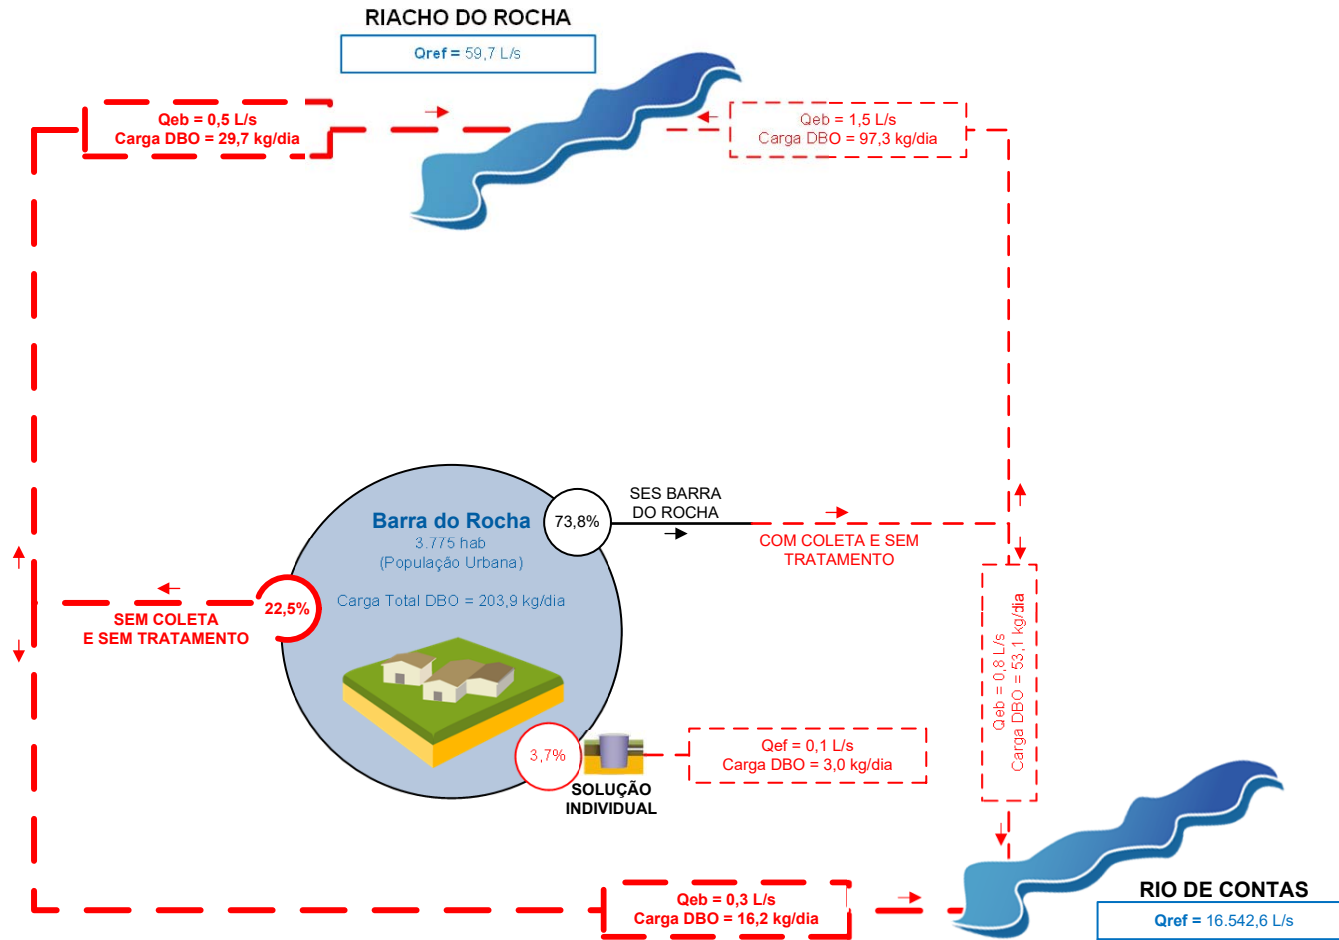 RIACHO DO ROCHA
Qref = 59,7 L/s
Qeb = 0,5 L/s
Carga DBO = 29,7 kg/dia
Qeb = 1,5 L/s
Carga DBO = 97,3 kg/dia
Barra do Rocha
3.775 hab
(População Urbana)
Carga Total DBO = 203,9 kg/dia
73,8%
SES BARRA
DO ROCHA
COM COLETA E SEM
TRATAMENTO
22,5%
SEM COLETA
E SEM TRATAMENTO
Qeb = 0,8 L/s
Carga DBO = 53,1 kg/dia
3,7%
SOLUÇÃO
INDIVIDUAL
Qef = 0,1 L/s
Carga DBO = 3,0 kg/dia
Qeb = 0,3 L/s
Carga DBO = 16,2 kg/dia
RIO DE CONTAS
Qref = 16.542,6 L/s